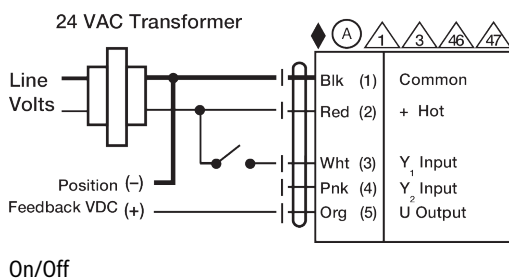 24 VAC Transformer
A 1 3 46 47
Line
Volts
Blk (1) Common
Red (2) + Hot
Wht (3) Y1 Input
Pnk (4) Y2 Input
Org (5) U Output
Position (–)
Feedback VDC (+)
On/Off